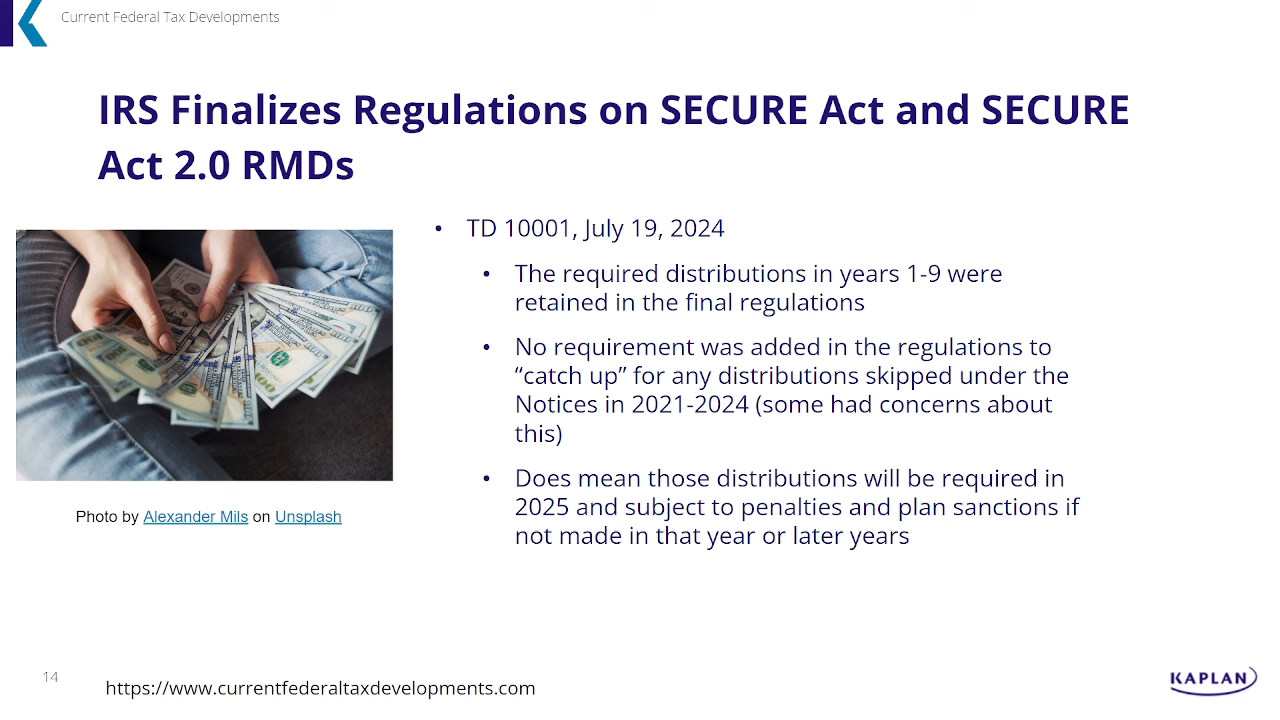 Current Federal Tax Developments
IRS Finalizes Regulations on SECURE Act and SECURE
Act 2.0 RMDs
• TD 10001, July 19, 2024
• The required distributions in years 1-9 were
retained in the final regulations
• No requirement was added in the regulations to
“catch up” for any distributions skipped under the
Notices in 2021-2024 (some had concerns about
this)
• Does mean those distributions will be required in
2025 and subject to penalties and plan sanctions if
not made in that year or later years
Photo by Alexander Mils on Unsplash
14
https://www.currentfederaltaxdevelopments.com
KAPLAN